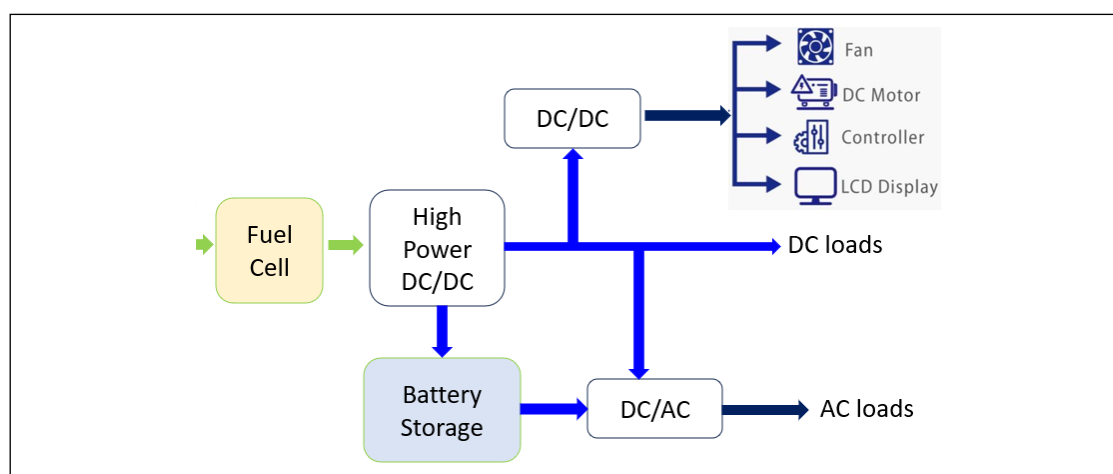 Fan
DC/DC
DC Motor
Controller
LCD Display
Fuel
Cell
High
Power
DC/DC
DC loads
Battery
Storage
DC/AC
AC loads